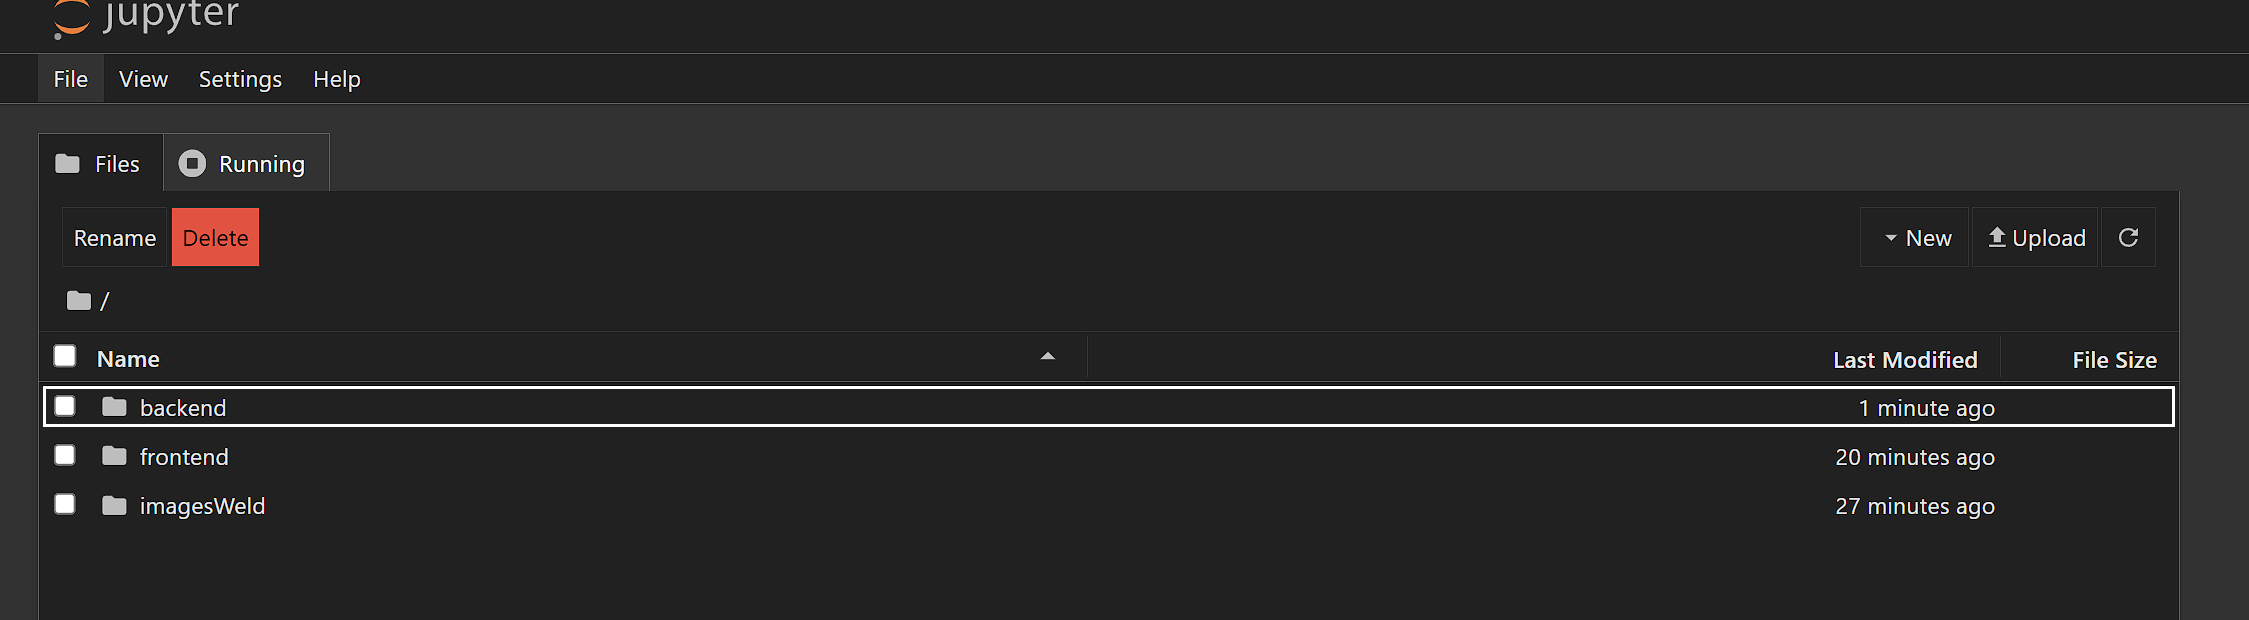 jupyter
File View Settings Help
Files Running
Rename Delete New Upload
/
Name Last Modified File Size
backend 1 minute ago
frontend 20 minutes ago
imagesWeld 27 minutes ago